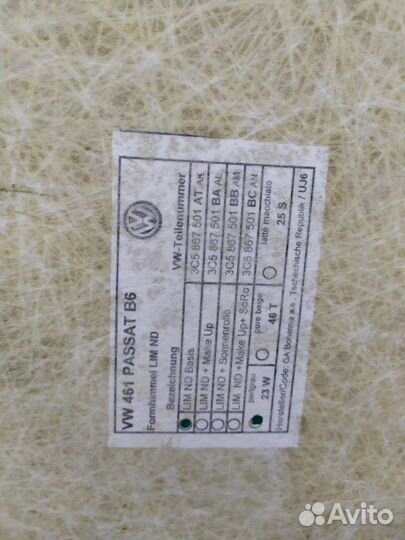 VW 461 PASSAT B6
Formhimmel LIM ND
Bezeichnung VW-Teilenummer
LIM ND Basis 3C5 867 501 AT AK
LIM ND + Make Up 3C5 867 501 BA AL
LIM ND + Sonnenrollo 3C5 867 501 BB AM
LIM ND +Make Up+ SoRo 3C5 867 501 BC AN
perlgrau pure beige latte macchiato
23 W 46 T 25 S
Hersteller/Code: GA Bohemia a.s., Tschechische Republik / UJ6
Avito